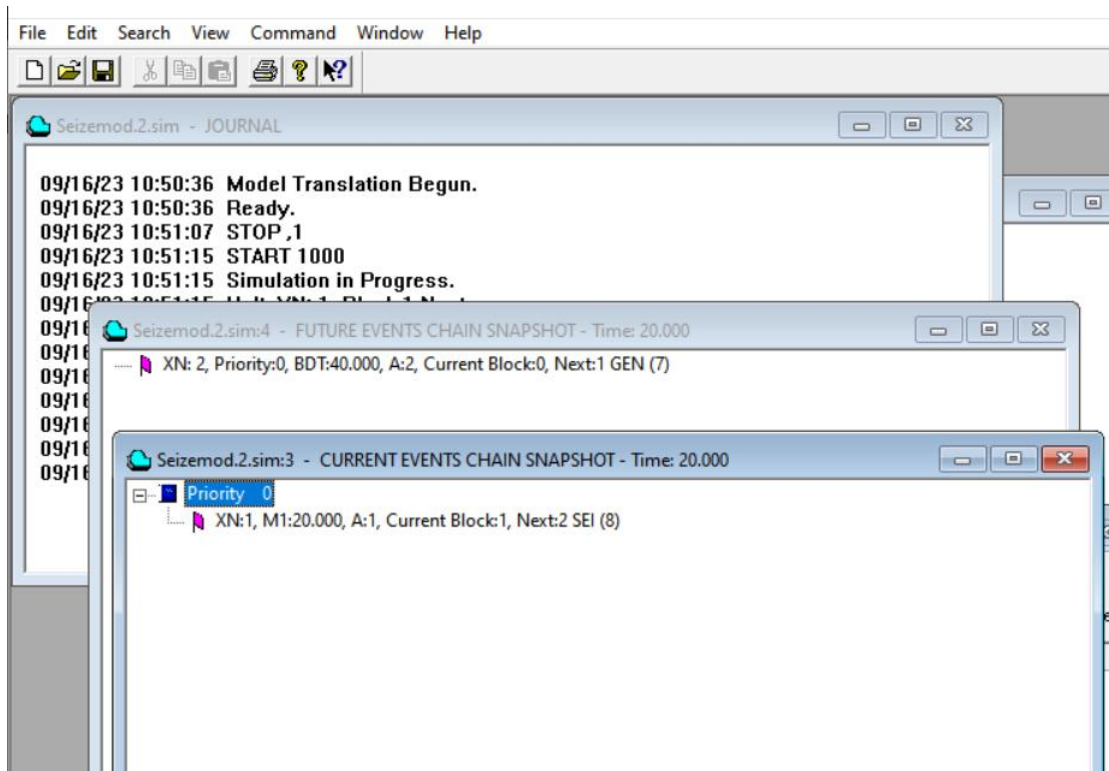 File Edit Search View Command Window Help
Seizemod.2.sim - JOURNAL
09/16/23 10:50:36 Model Translation Begun.
09/16/23 10:50:36 Ready.
09/16/23 10:51:07 STOP ,1
09/16/23 10:51:15 START 1000
09/16/23 10:51:15 Simulation in Progress.
Seizemod.2.sim:4 - FUTURE EVENTS CHAIN SNAPSHOT - Time: 20.000
XN: 2, Priority:0, BDT:40.000, A:2, Current Block:0, Next:1 GEN (7)
Seizemod.2.sim:3 - CURRENT EVENTS CHAIN SNAPSHOT - Time: 20.000
Priority 0
XN:1, M1:20.000, A:1, Current Block:1, Next:2 SEI (8)